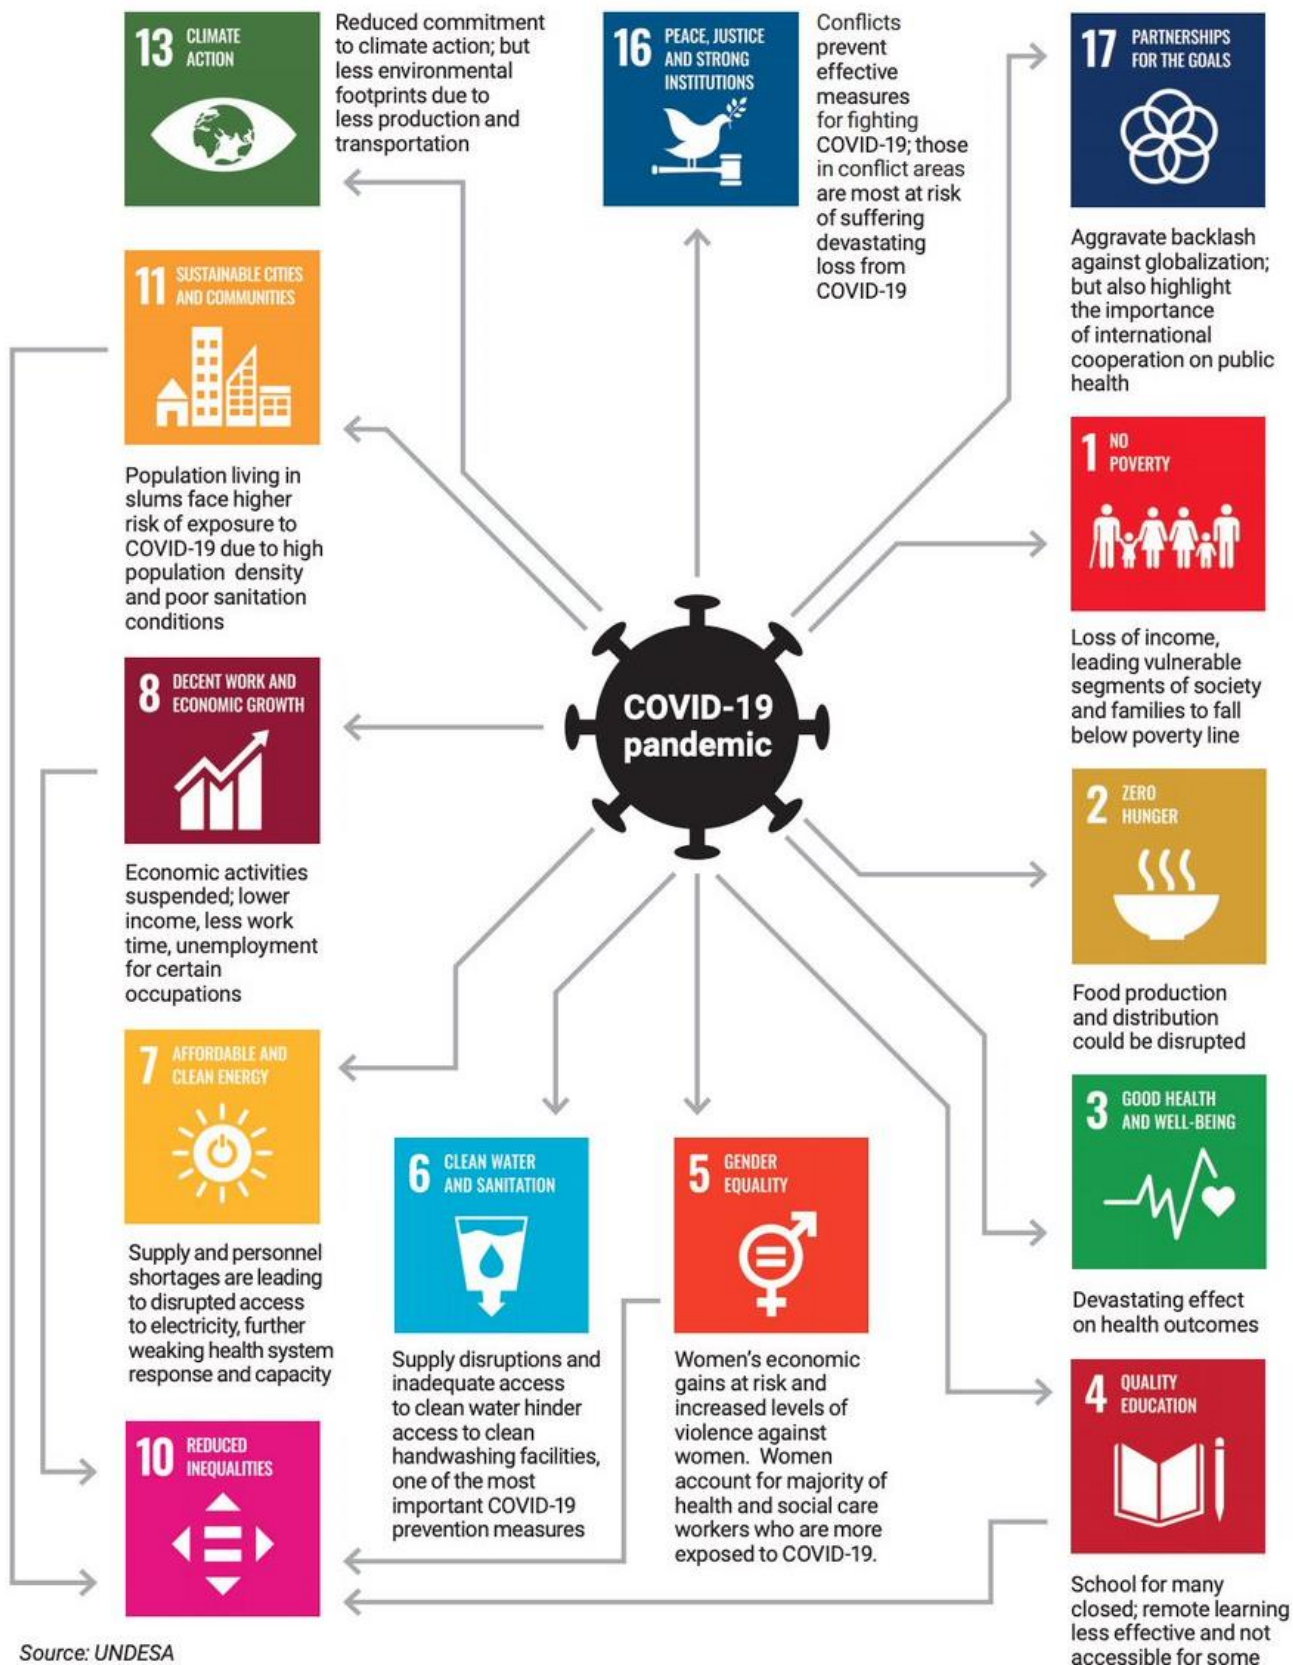 13 CLIMATE
ACTION
Reduced commitment
to climate action; but
less environmental
footprints due to
less production and
transportation
16 PEACE, JUSTICE
AND STRONG
INSTITUTIONS
Conflicts
prevent
effective
measures
for fighting
COVID-19; those
in conflict areas
are most at risk
of suffering
devastating
loss from
COVID-19
17 PARTNERSHIPS
FOR THE GOALS
Aggravate backlash
against globalization;
but also highlight
the importance
of international
cooperation on public
health
11 SUSTAINABLE CITIES
AND COMMUNITIES
Population living in
slums face higher
risk of exposure to
COVID-19 due to high
population density
and poor sanitation
conditions
1 NO
POVERTY
Loss of income,
leading vulnerable
segments of society
and families to fall
below poverty line
COVID-19
pandemic
8 DECENT WORK AND
ECONOMIC GROWTH
Economic activities
suspended; lower
income, less work
time, unemployment
for certain
occupations
2 ZERO
HUNGER
Food production
and distribution
could be disrupted
7 AFFORDABLE AND
CLEAN ENERGY
Supply and personnel
shortages are leading
to disrupted access
to electricity, further
weaking health system
response and capacity
6 CLEAN WATER
AND SANITATION
Supply disruptions and
inadequate access
to clean water hinder
access to clean
handwashing facilities,
one of the most
important COVID-19
prevention measures
5 GENDER
EQUALITY
Women's economic
gains at risk and
increased levels of
violence against
women. Women
account for majority of
health and social care
workers who are more
exposed to COVID-19.
3 GOOD HEALTH
AND WELL-BEING
Devastating effect
on health outcomes
4 QUALITY
EDUCATION
School for many
closed; remote learning
less effective and not
accessible for some
10 REDUCED
INEQUALITIES
Source: UNDESA